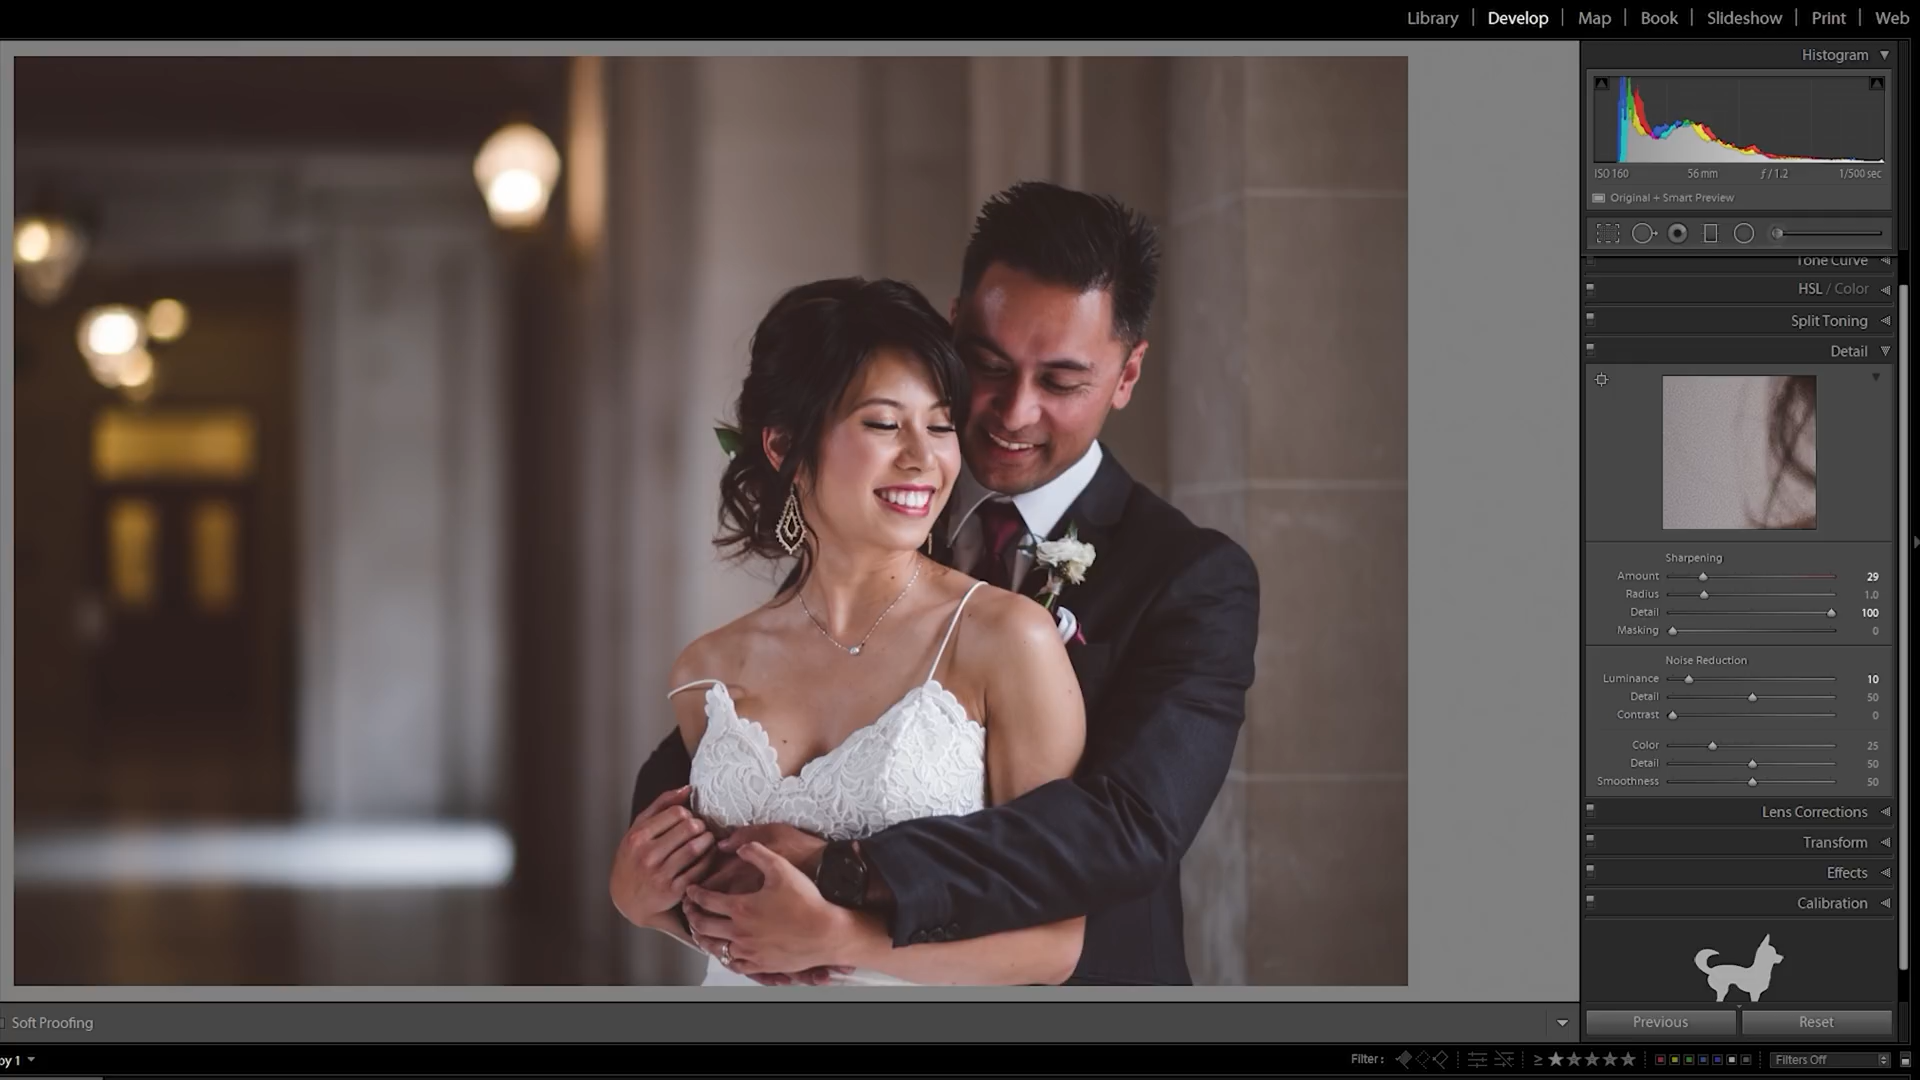 Library | Develop | Map | Book | Slideshow | Print | Web
Histogram
ISO 160 56 mm ƒ / 1.2 1/500 sec
Original + Smart Preview
Tone Curve
HSL / Color
Split Toning
Detail
Sharpening
Amount 29
Radius 1.0
Detail 100
Masking 0
Noise Reduction
Luminance 10
Detail 50
Contrast 0
Color 25
Detail 50
Smoothness 50
Lens Corrections
Transform
Effects
Calibration
Previous Reset
Soft Proofing
py 1 Filter : ≥ Filters Off